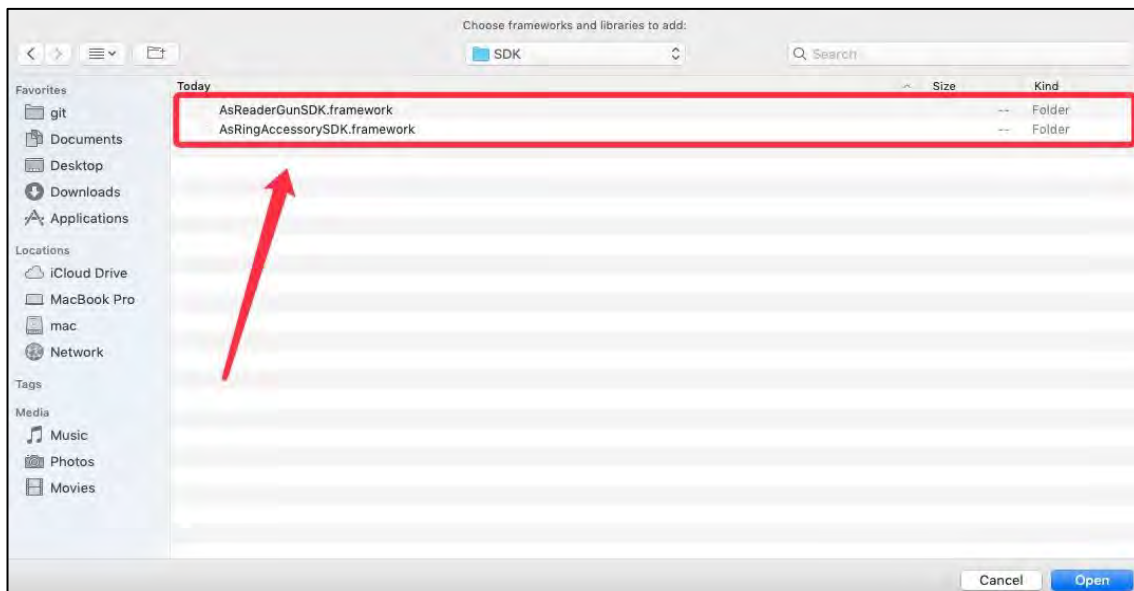 Choose frameworks and libraries to add:
SDK
Search
Favorites
git
Documents
Desktop
Downloads
Applications
Locations
iCloud Drive
MacBook Pro
mac
Network
Tags
Media
Music
Photos
Movies
Today Size Kind
AsReaderGunSDK.framework -- Folder
AsRingAccessorySDK.framework -- Folder
Cancel Open